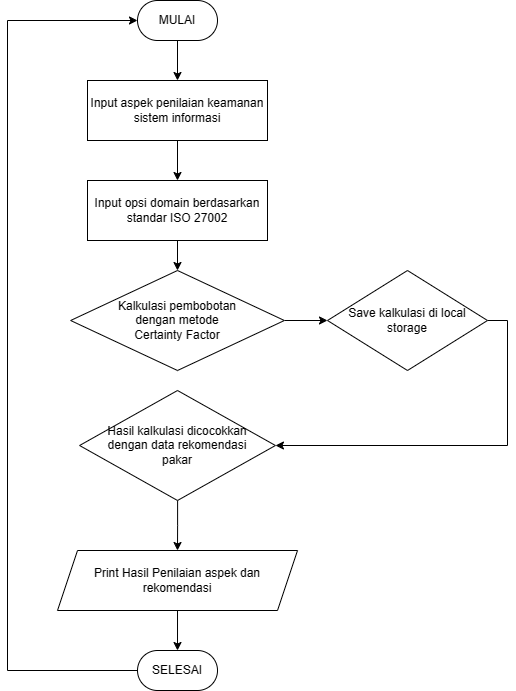 MULAI
Input aspek penilaian keamanan
sistem informasi
Input opsi domain berdasarkan
standar ISO 27002
Kalkulasi pembobotan
dengan metode
Certainty Factor
Save kalkulasi di local
storage
Hasil kalkulasi dicocokkan
dengan data rekomendasi
pakar
Print Hasil Penilaian aspek dan
rekomendasi
SELESAI